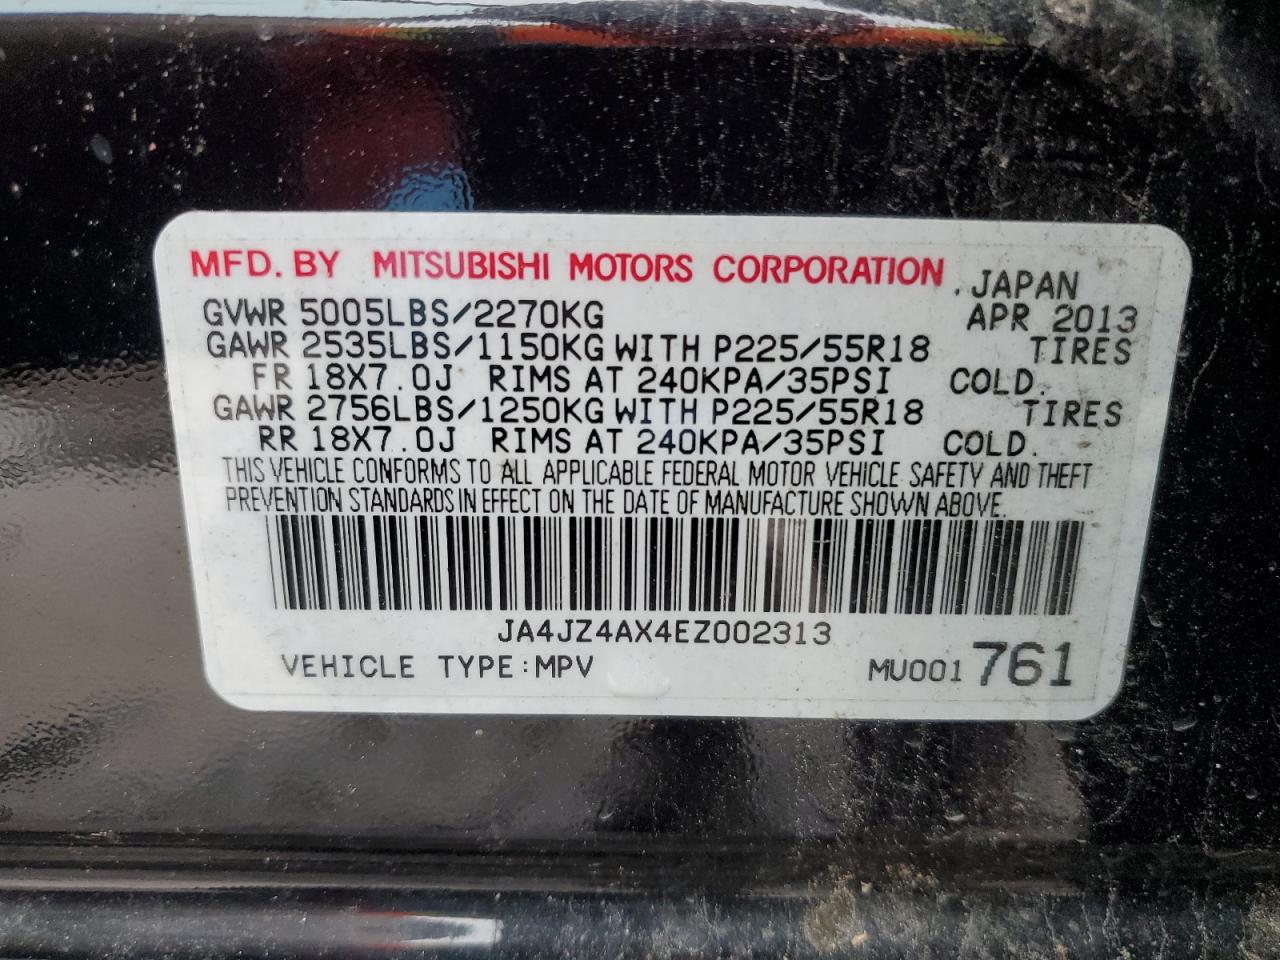 MFD. BY MITSUBISHI MOTORS CORPORATION .JAPAN
GVWR 5005LBS/2270KG APR 2013
GAWR 2535LBS/1150KG WITH P225/55R18 TIRES
FR 18X7.0J RIMS AT 240KPA/35PSI COLD.
GAWR 2756LBS/1250KG WITH P225/55R18 TIRES
RR 18X7.0J RIMS AT 240KPA/35PSI COLD.
THIS VEHICLE CONFORMS TO ALL APPLICABLE FEDERAL MOTOR VEHICLE SAFETY AND THEFT
PREVENTION STANDARDS IN EFFECT ON THE DATE OF MANUFACTURE SHOWN ABOVE.
JA4JZ4AX4EZ002313
VEHICLE TYPE:MPV MU001761